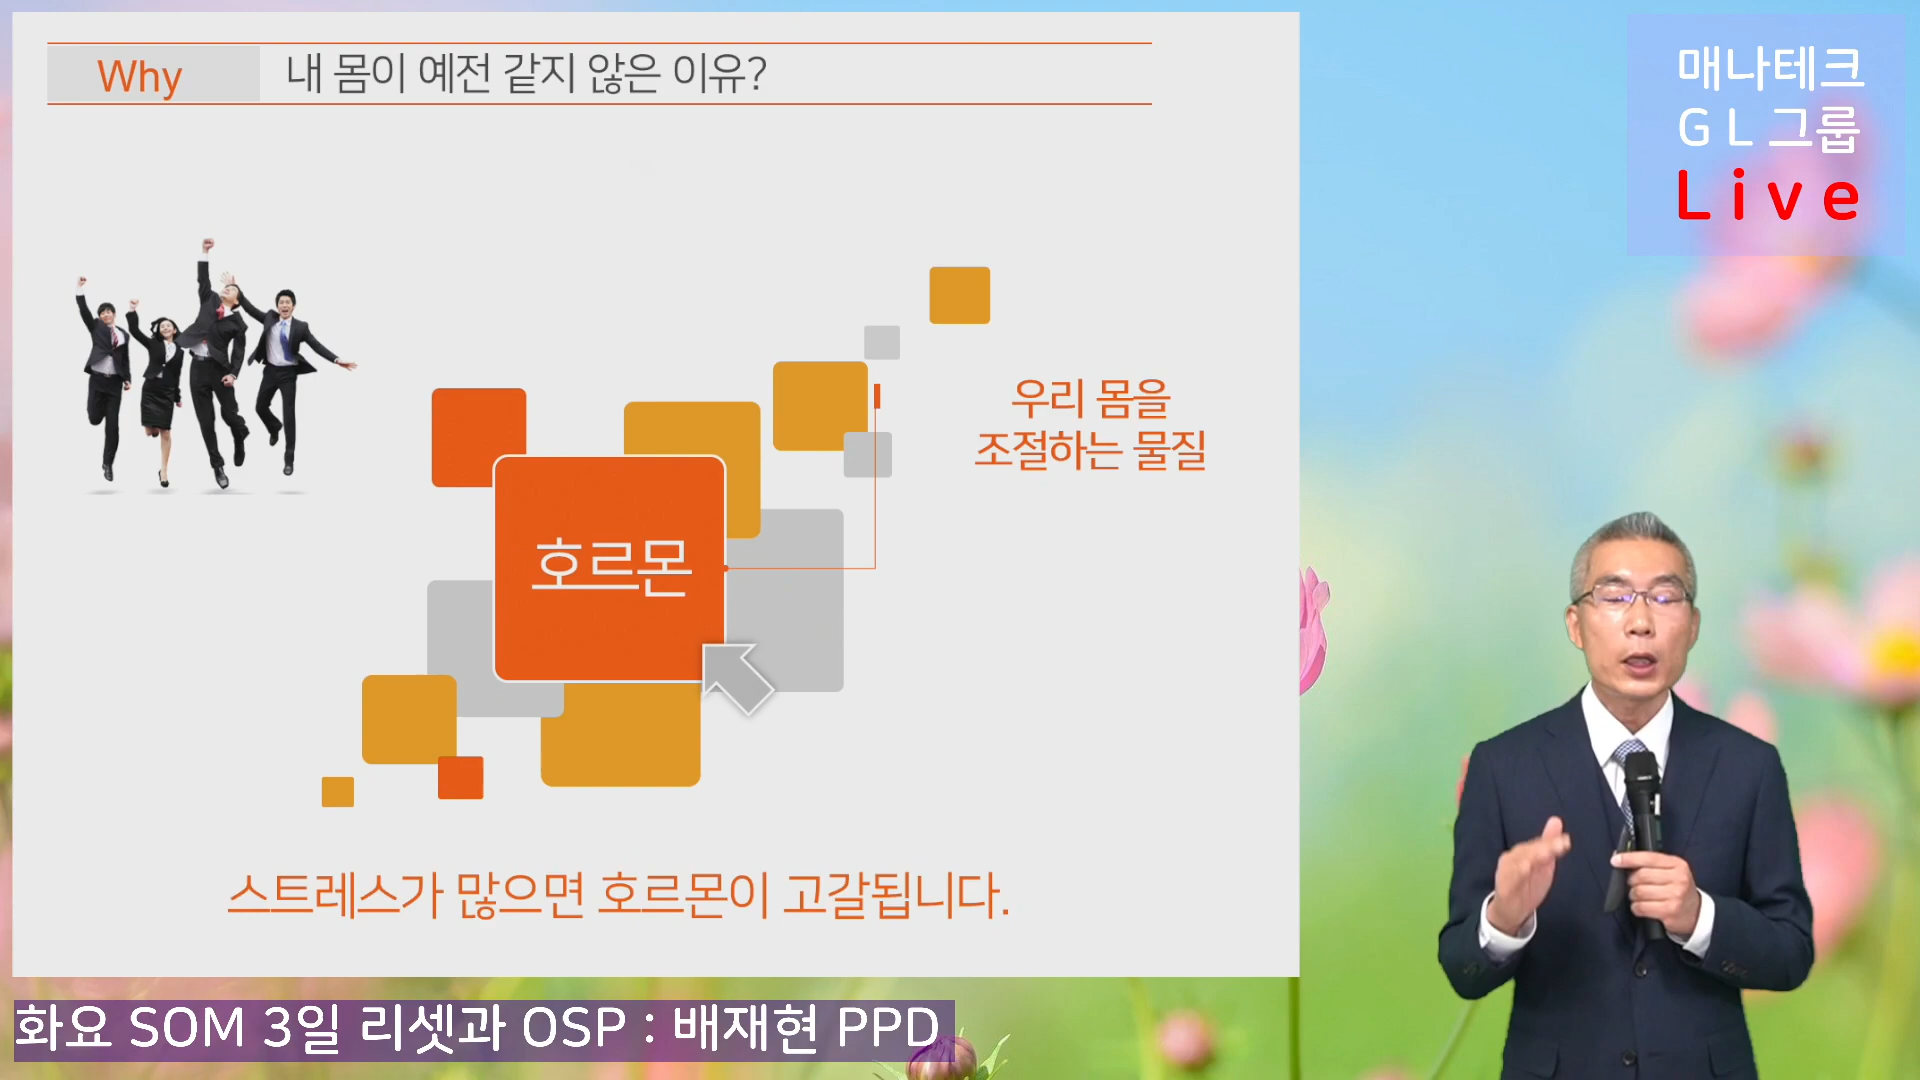 Why
내 몸이 예전 같지 않은 이유?
매나테크
GL그룹
Live
우리 몸을
조절하는 물질
호르몬
스트레스가 많으면 호르몬이 고갈됩니다.
화요 SOM 3일 리셋과 OSP : 배재현 PPD